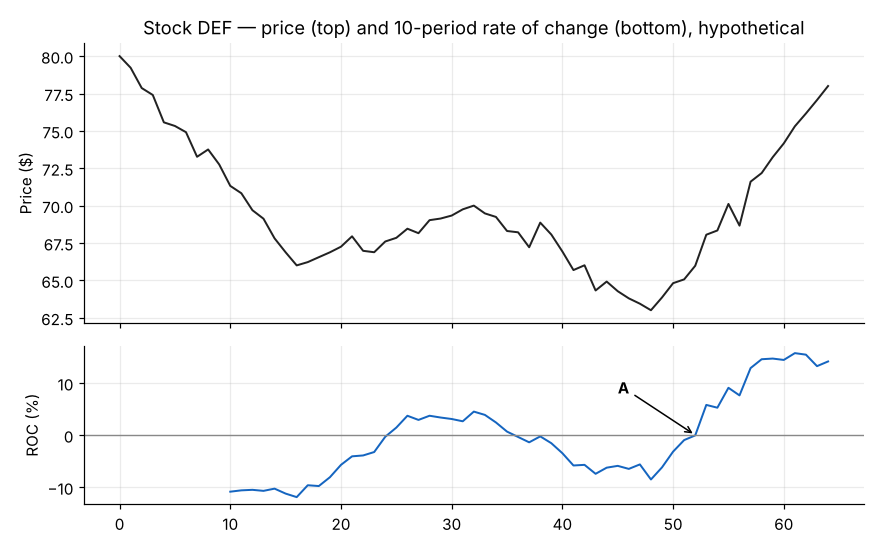 Stock DEF — price (top) and 10-period rate of change (bottom), hypothetical
Price ($)
80.0
77.5
75.0
72.5
70.0
67.5
65.0
62.5
ROC (%)
10
0
−10
A
0 10 20 30 40 50 60